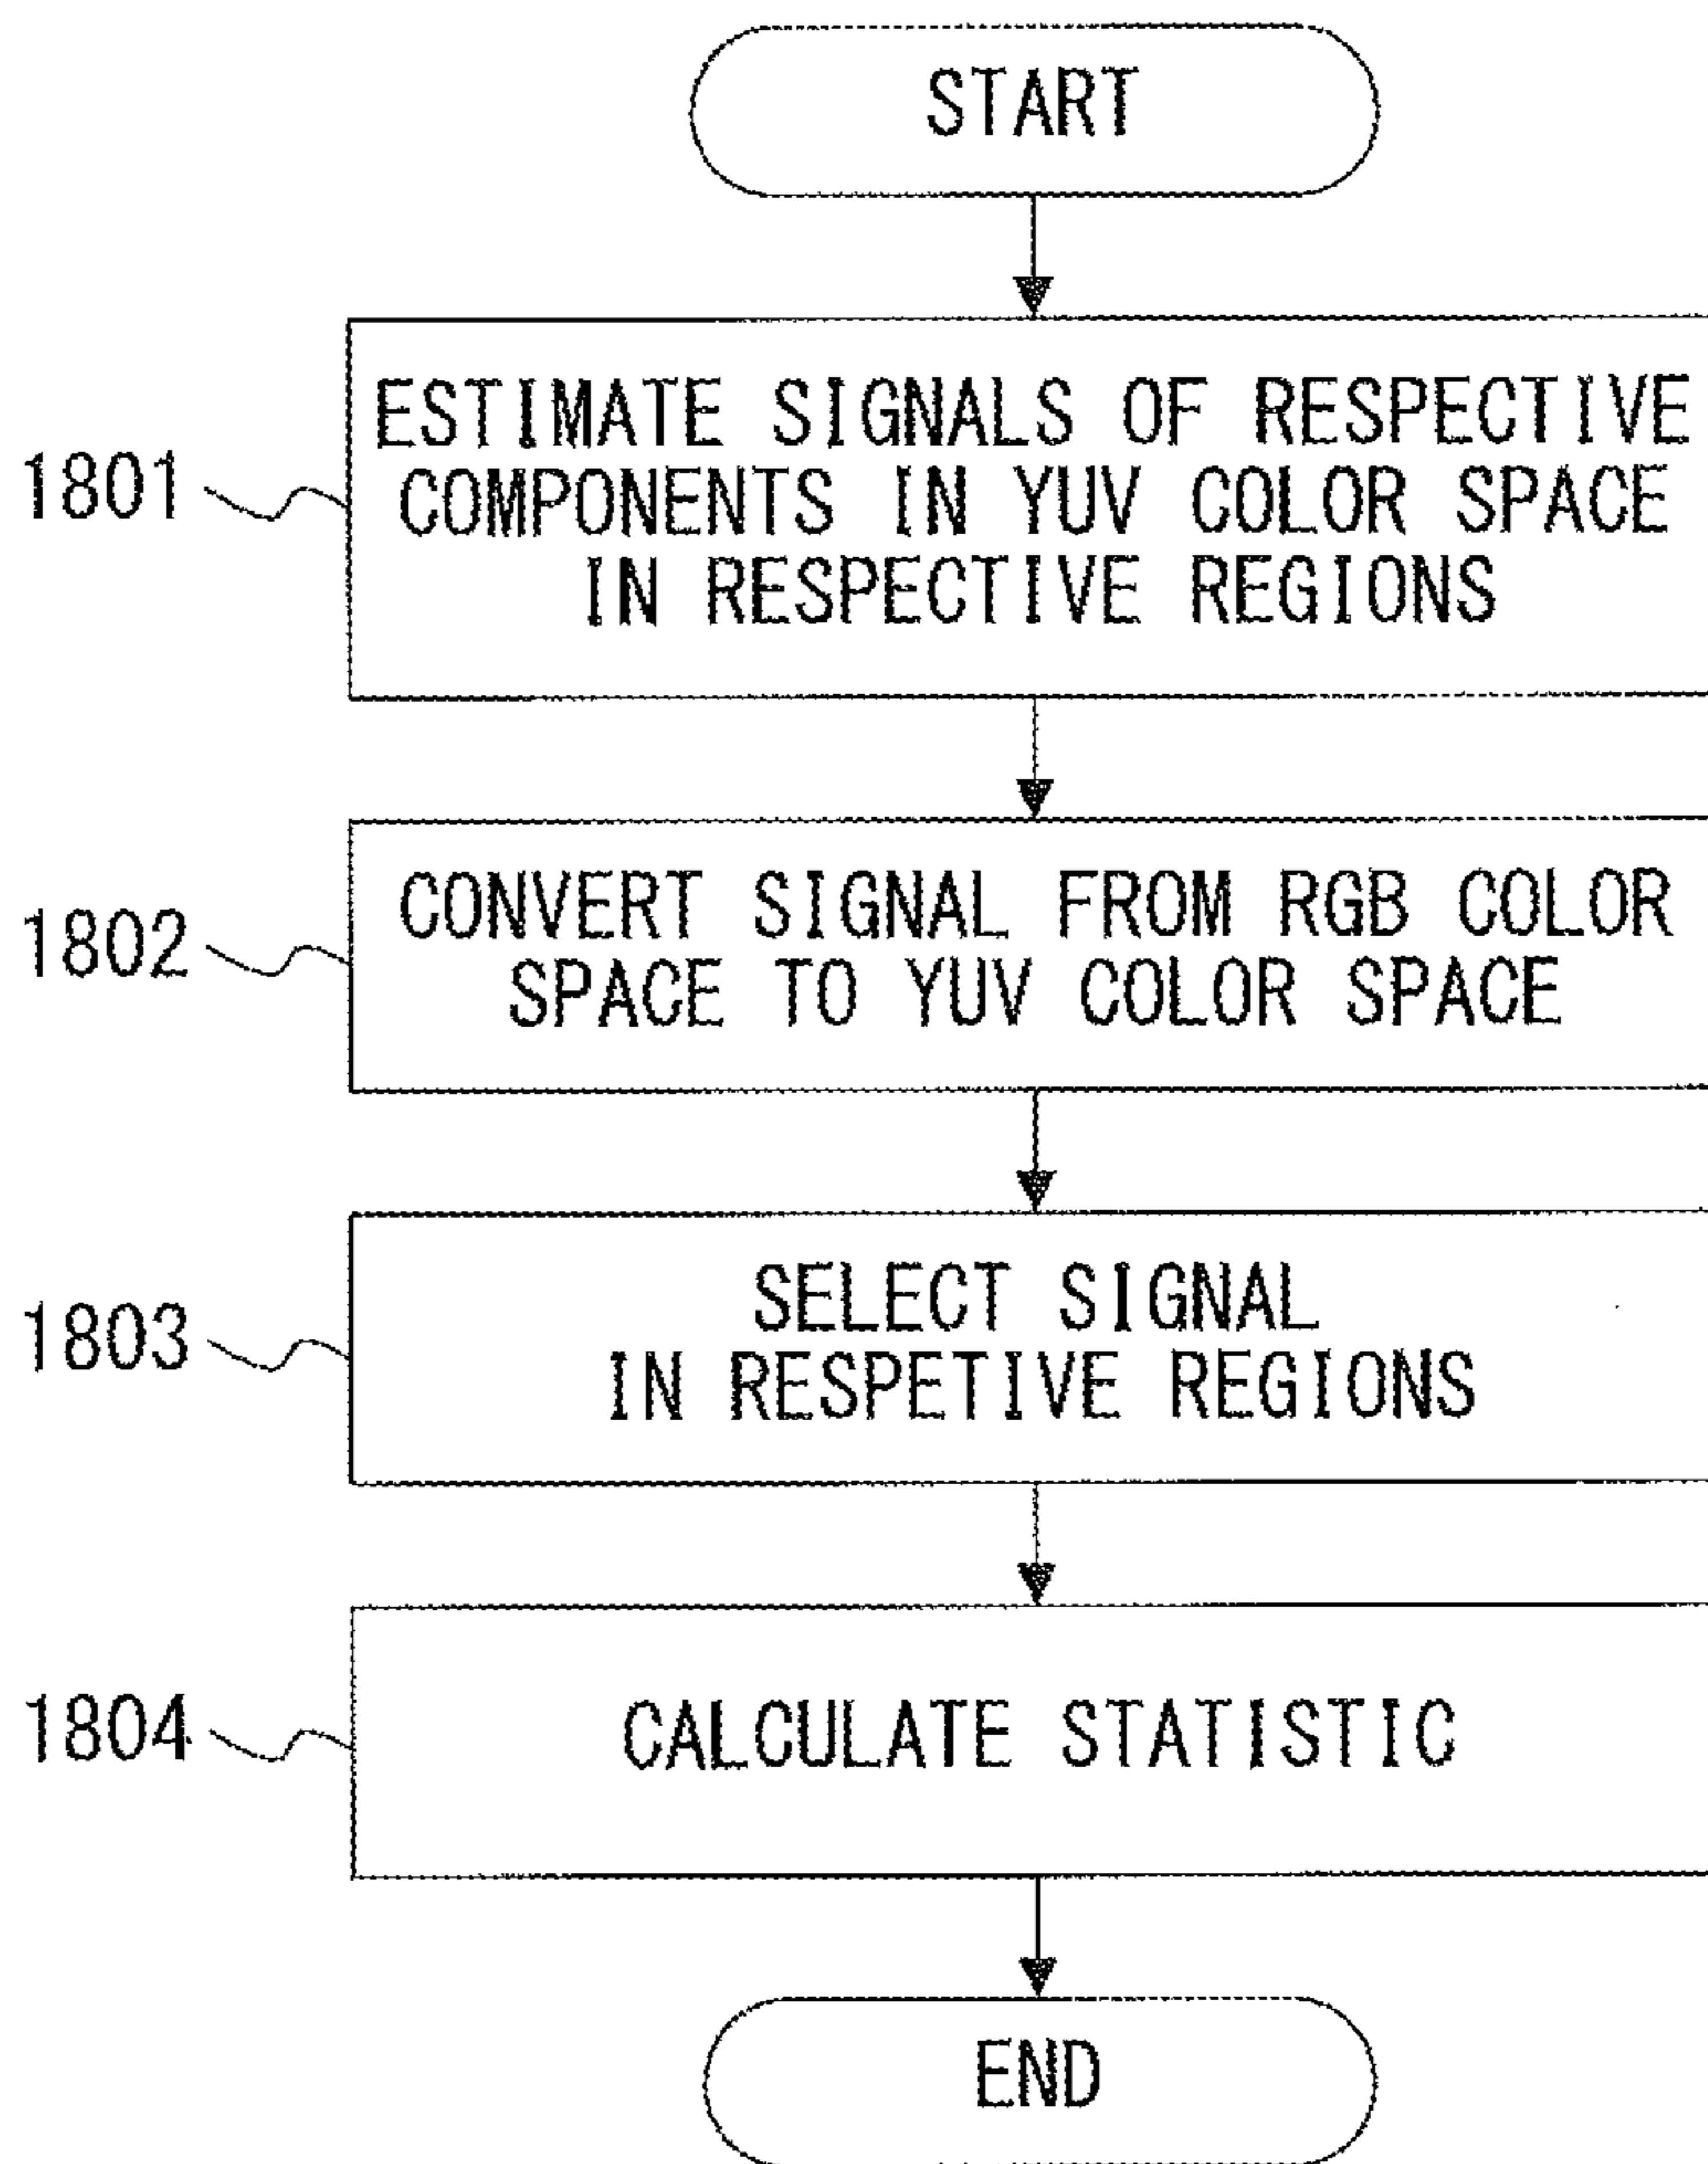 START
1801
ESTIMATE SIGNALS OF RESPECTIVE
COMPONENTS IN YUV COLOR SPACE
IN RESPECTIVE REGIONS
1802
CONVERT SIGNAL FROM RGB COLOR
SPACE TO YUV COLOR SPACE
1803
SELECT SIGNAL
IN RESPETIVE REGIONS
1804
CALCULATE STATISTIC
END